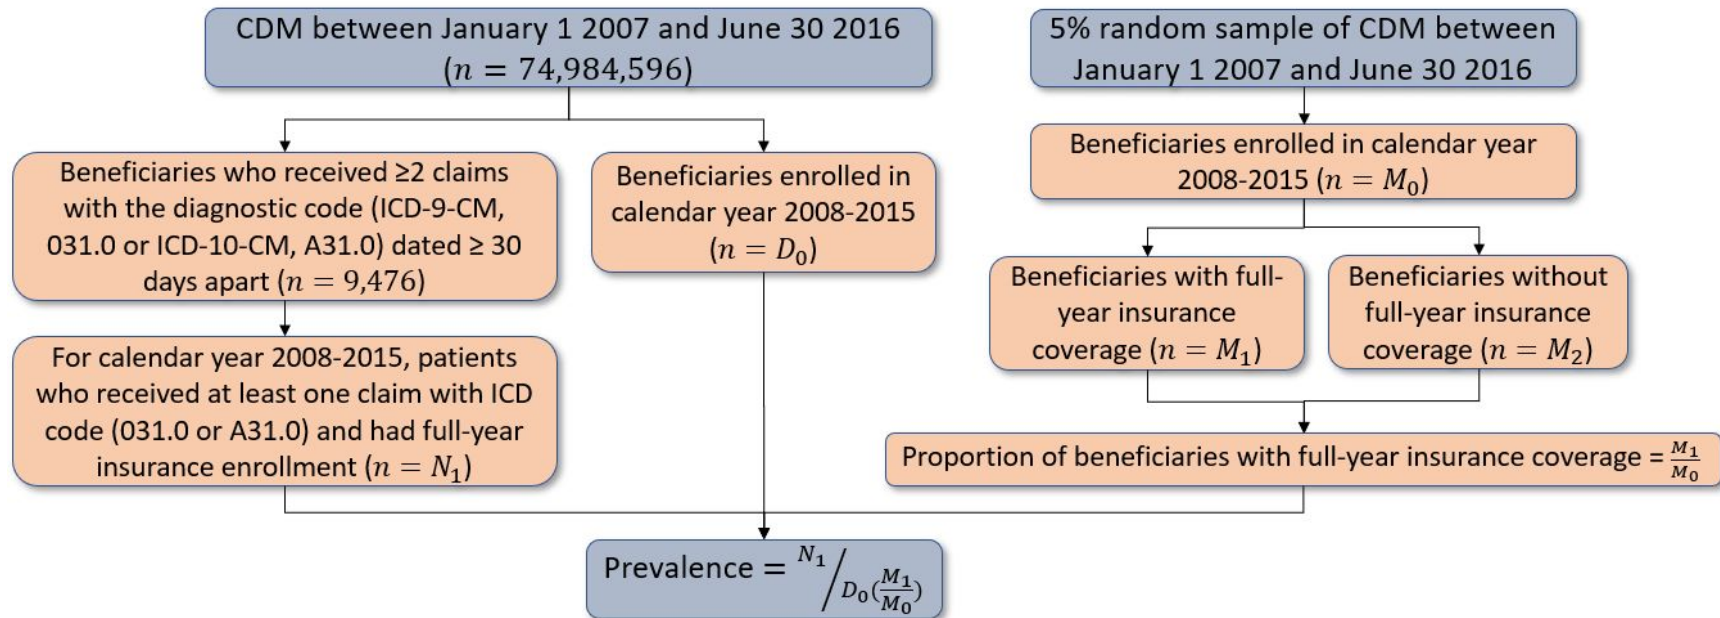 CDM between January 1 2007 and June 30 2016
(n = 74,984,596)
5% random sample of CDM between
January 1 2007 and June 30 2016
Beneficiaries who received ≥2 claims
with the diagnostic code (ICD-9-CM,
031.0 or ICD-10-CM, A31.0) dated ≥ 30
days apart (n = 9,476)
Beneficiaries enrolled in
calendar year 2008-2015
(n = D₀)
Beneficiaries enrolled in calendar year
2008-2015 (n = M₀)
Beneficiaries with full-
year insurance
coverage (n = M₁)
Beneficiaries without
full-year insurance
coverage (n = M₂)
For calendar year 2008-2015, patients
who received at least one claim with ICD
code (031.0 or A31.0) and had full-year
insurance enrollment (n = N₁)
Proportion of beneficiaries with full-year insurance coverage = M₁/M₀
Prevalence = N₁/D₀(M₁/M₀)